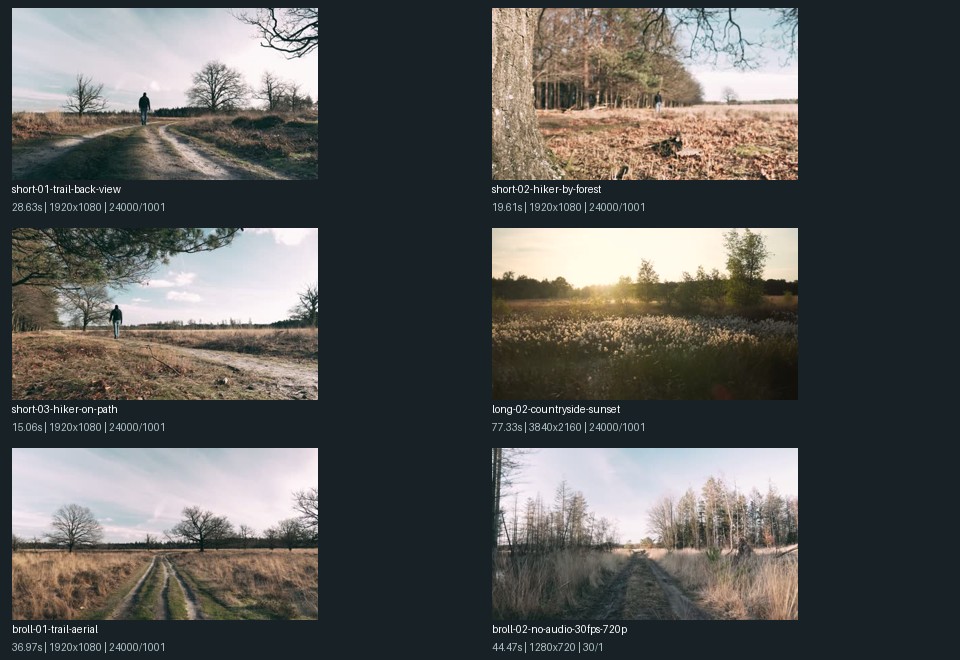 short-01-trail-back-view
28.63s | 1920x1080 | 24000/1001
short-02-hiker-by-forest
19.61s | 1920x1080 | 24000/1001
short-03-hiker-on-path
15.06s | 1920x1080 | 24000/1001
long-02-countryside-sunset
77.33s | 3840x2160 | 24000/1001
broll-01-trail-aerial
36.97s | 1920x1080 | 24000/1001
broll-02-no-audio-30fps-720p
44.47s | 1280x720 | 30/1